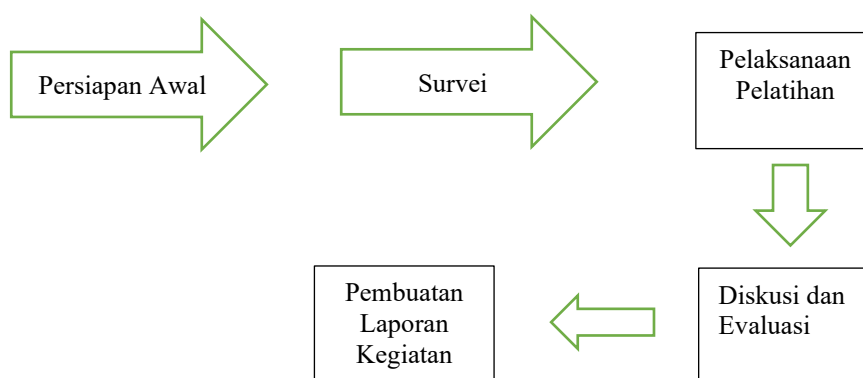 Persiapan Awal
Survei
Pelaksanaan
Pelatihan
Diskusi dan
Evaluasi
Pembuatan
Laporan
Kegiatan